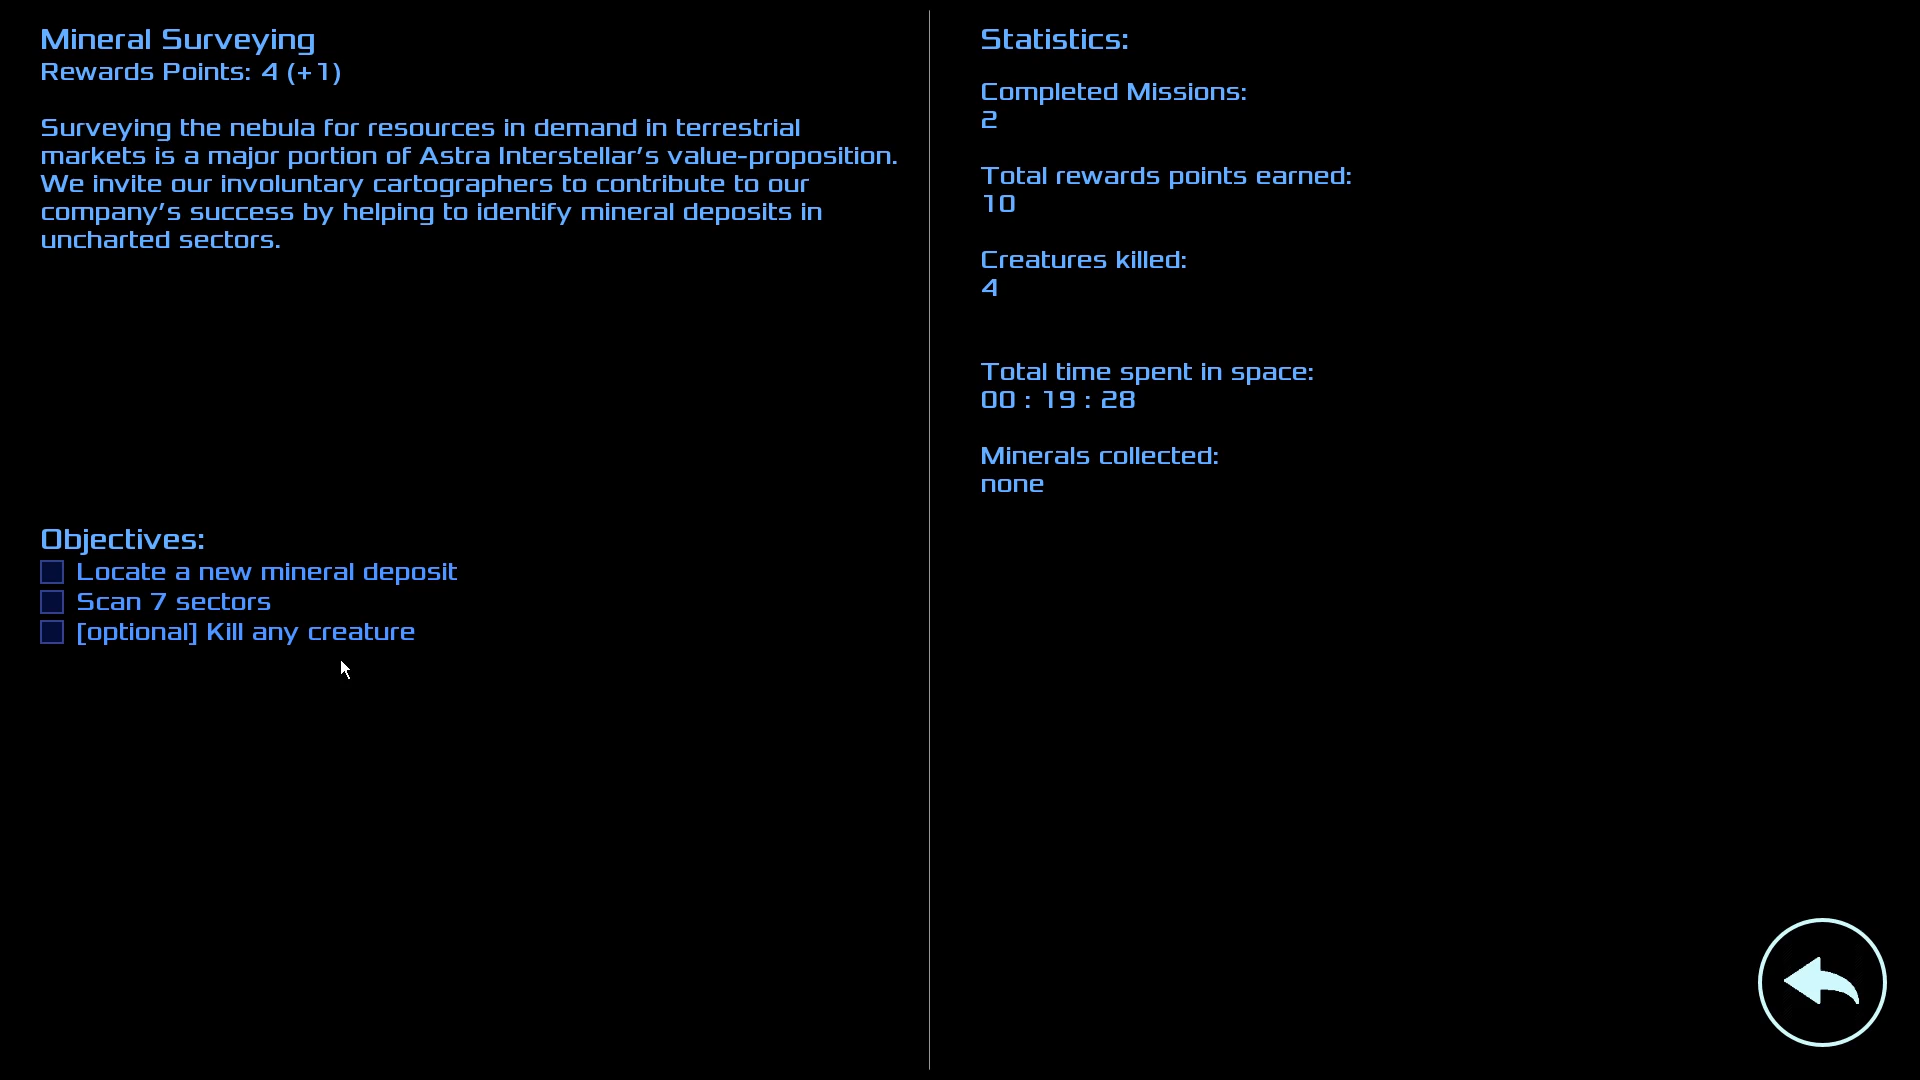 Mineral Surveying
Rewards Points: 4 (+1)
Surveying the nebula for resources in demand in terrestrial
markets is a major portion of Astra Interstellar's value-proposition.
We invite our involuntary cartographers to contribute to our
company's success by helping to identify mineral deposits in
uncharted sectors.
Objectives:
Locate a new mineral deposit
Scan 7 sectors
[optional] Kill any creature
Statistics:
Completed Missions:
2
Total rewards points earned:
10
Creatures killed:
4
Total time spent in space:
00 : 19 : 28
Minerals collected:
none